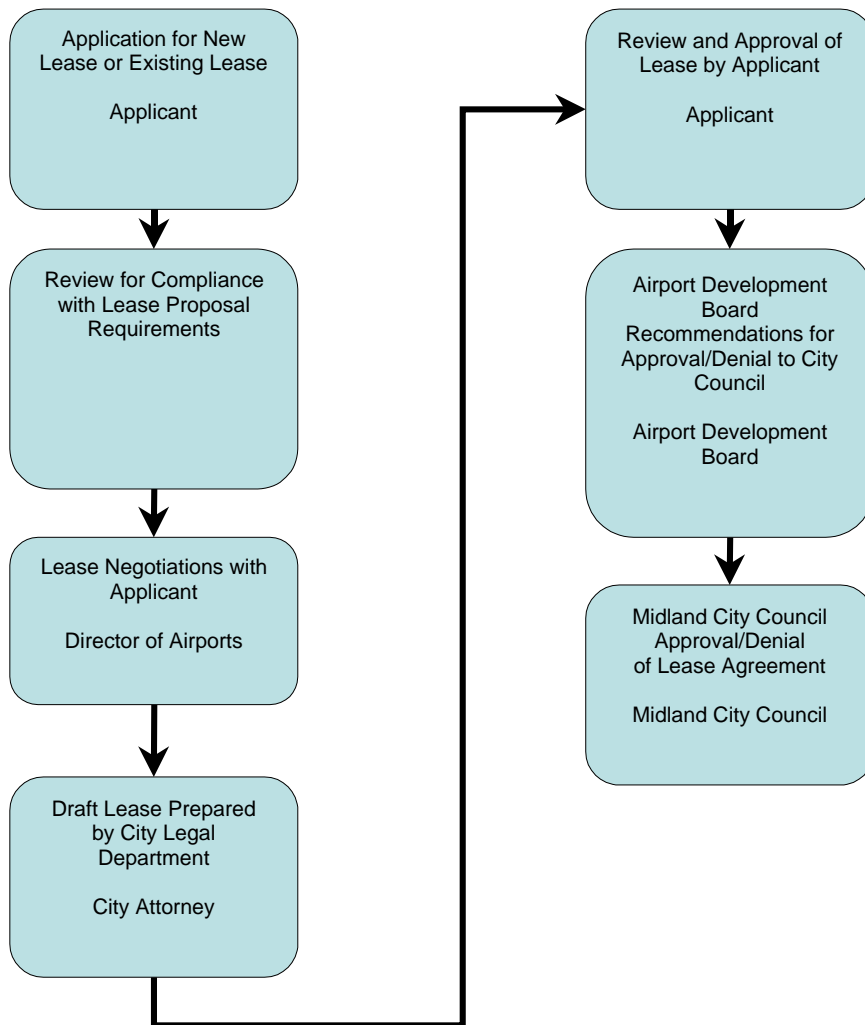 Application for New
Lease or Existing Lease
Applicant
Review for Compliance
with Lease Proposal
Requirements
Lease Negotiations with
Applicant
Director of Airports
Draft Lease Prepared
by City Legal
Department
City Attorney
Review and Approval of
Lease by Applicant
Applicant
Airport Development
Board
Recommendations for
Approval/Denial to City
Council
Airport Development
Board
Midland City Council
Approval/Denial
of Lease Agreement
Midland City Council